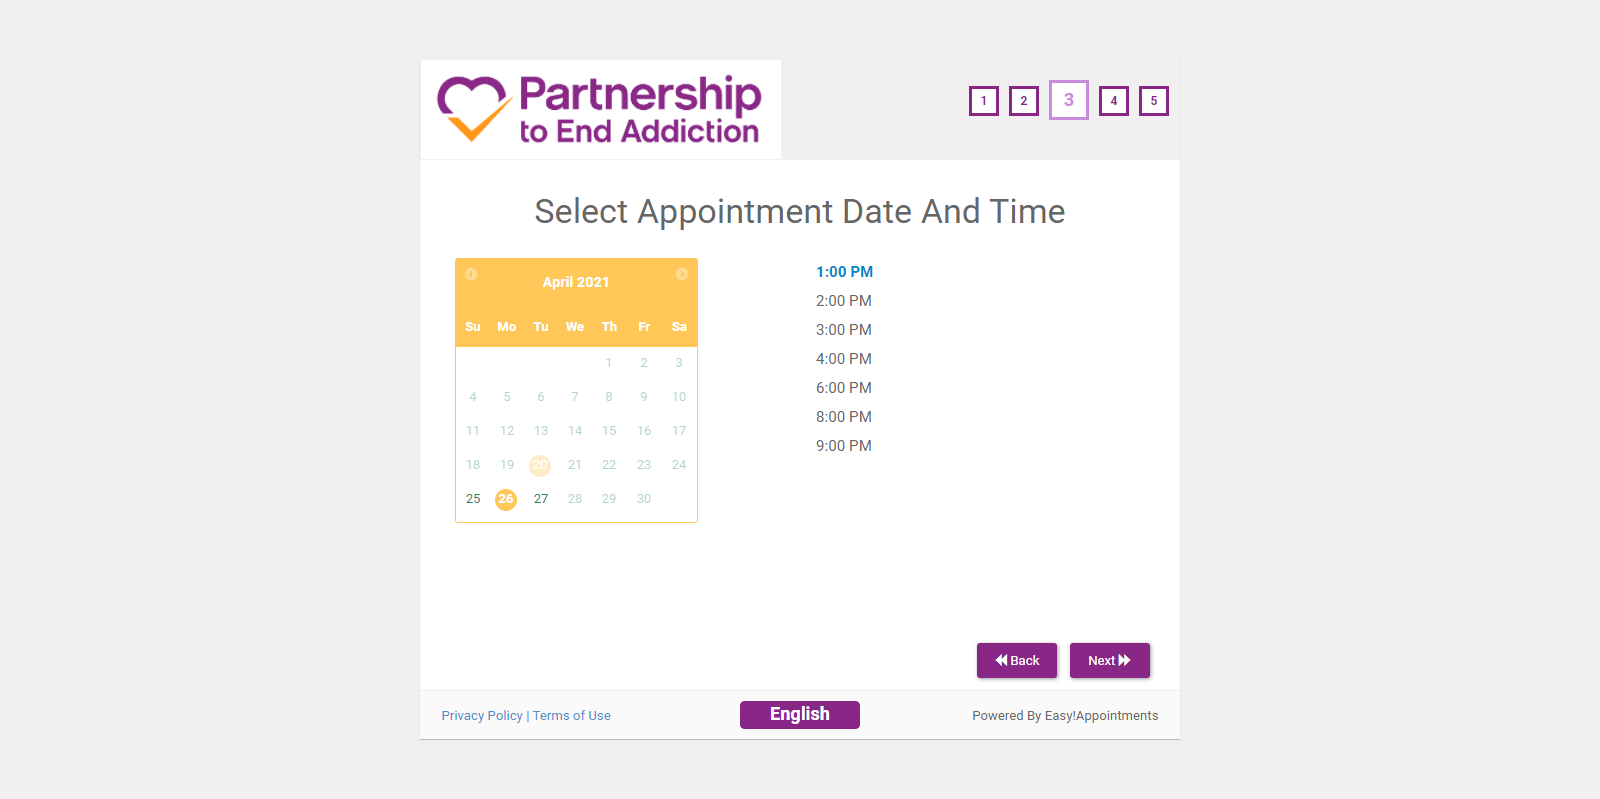 Partnership
to End Addiction
1 2 3 4 5
Select Appointment Date And Time
April 2021
Su Mo Tu We Th Fr Sa
1 2 3
4 5 6 7 8 9 10
11 12 13 14 15 16 17
18 19 20 21 22 23 24
25 26 27 28 29 30
1:00 PM
2:00 PM
3:00 PM
4:00 PM
6:00 PM
8:00 PM
9:00 PM
Back Next
Privacy Policy | Terms of Use English Powered By Easy!Appointments